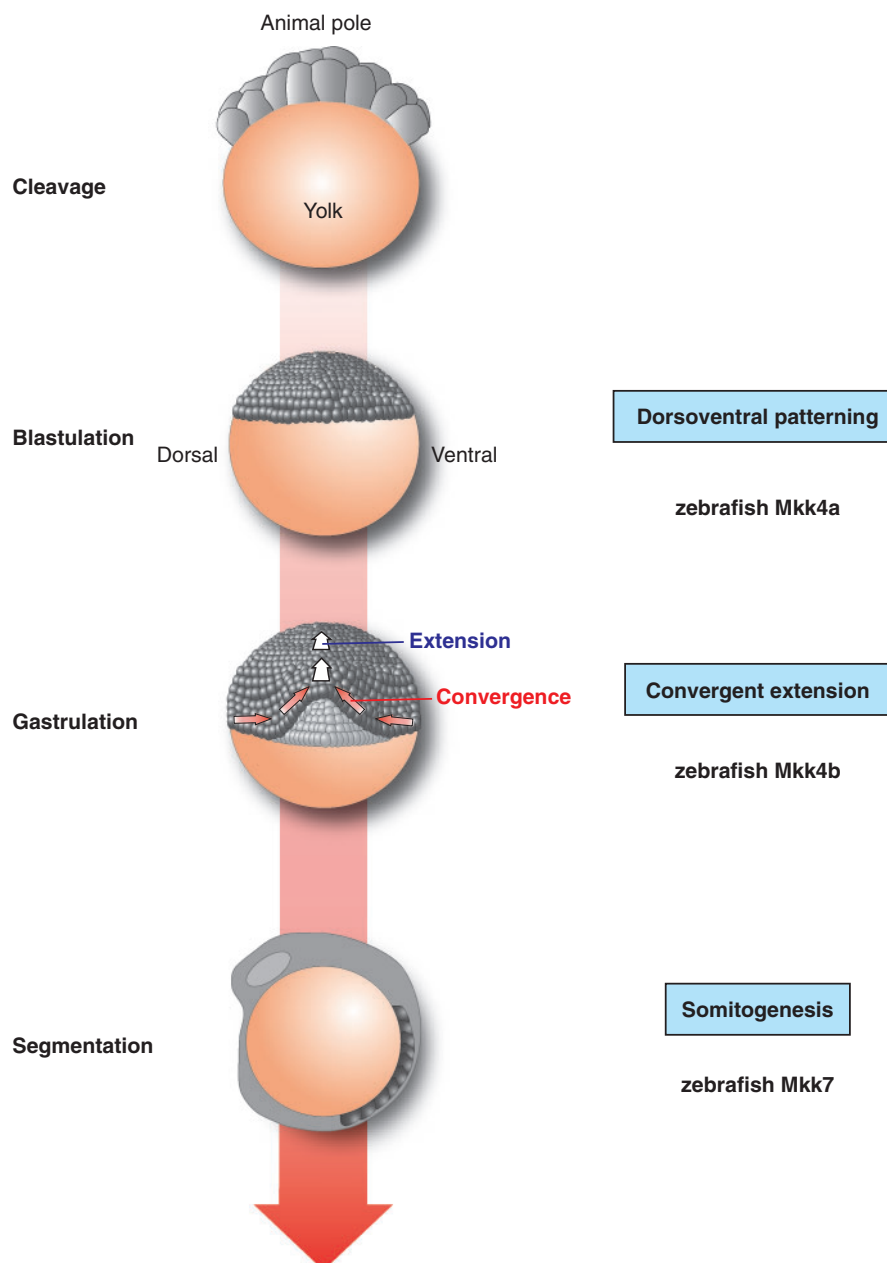 Animal pole
Cleavage
Yolk
Blastulation
Dorsal
Ventral
Dorsoventral patterning
zebrafish Mkk4a
Extension
Convergence
Gastrulation
Convergent extension
zebrafish Mkk4b
Segmentation
Somitogenesis
zebrafish Mkk7